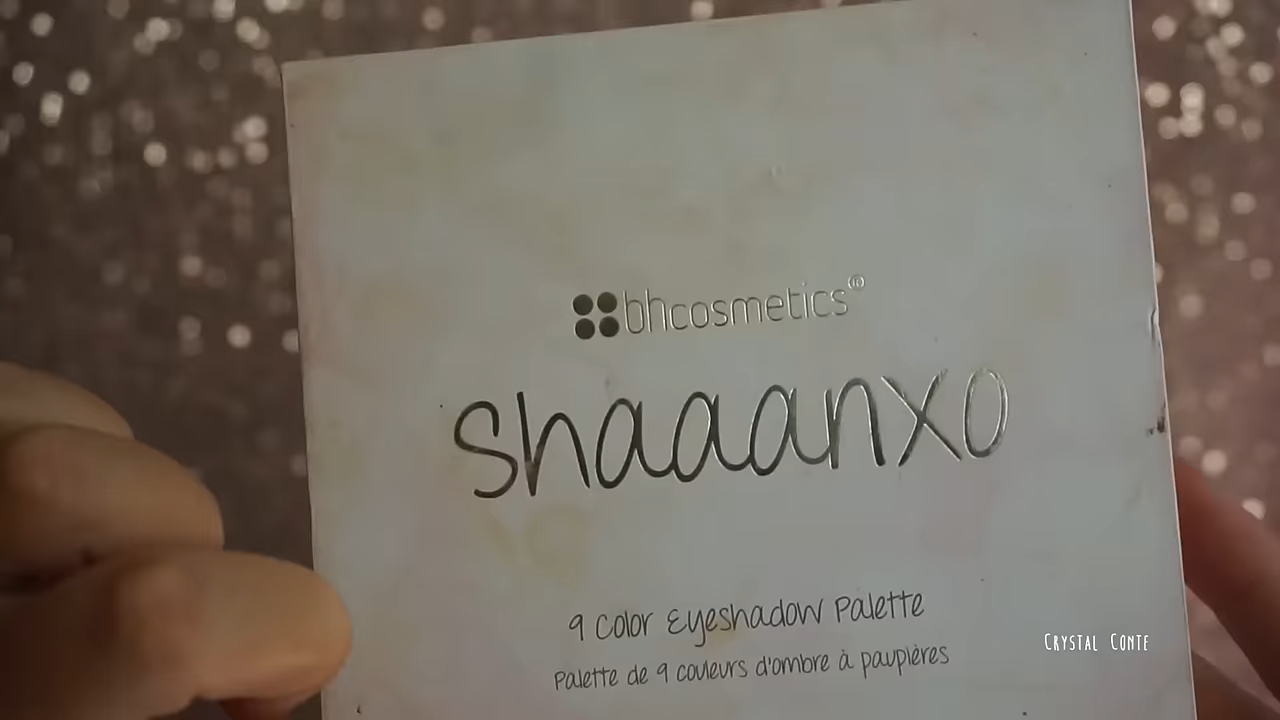 bhcosmetics®
shaaanxo
9 Color Eyeshadow Palette
Palette de 9 couleurs d'ombre à paupières
Crystal Conte